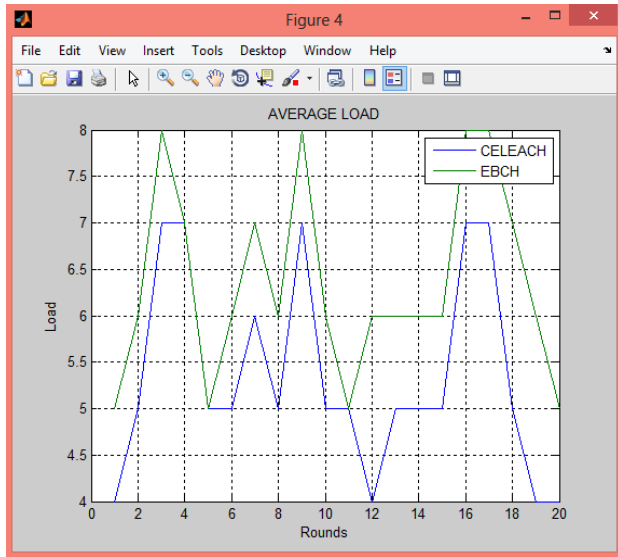 Figure 4
File Edit View Insert Tools Desktop Window Help
AVERAGE LOAD
CELEACH
EBCH
8
7.5
7
6.5
6
5.5
5
4.5
4
Load
0 2 4 6 8 10 12 14 16 18 20
Rounds